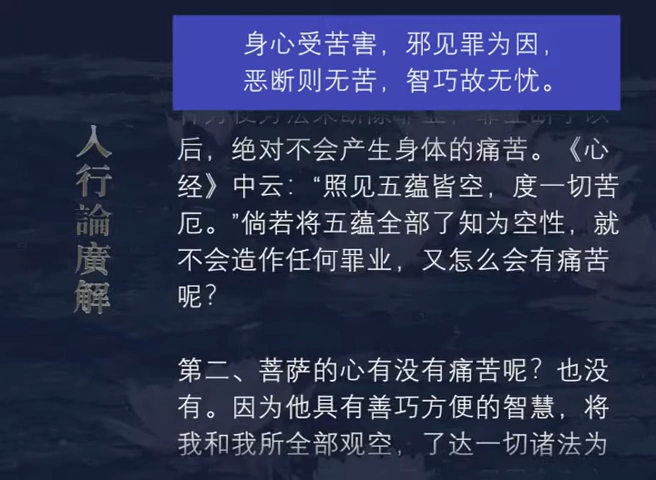 身心受苦害，邪见罪为因，
恶断则无苦，智巧故无忧。
入行論廣解
后，绝对不会产生身体的痛苦。《心
经》中云：“照见五蕴皆空，度一切苦
厄。”倘若将五蕴全部了知为空性，就
不会造作任何罪业，又怎么会有痛苦
呢？
第二、菩萨的心有没有痛苦呢？也没
有。因为他具有善巧方便的智慧，将
我和我所全部观空，了达一切诸法为